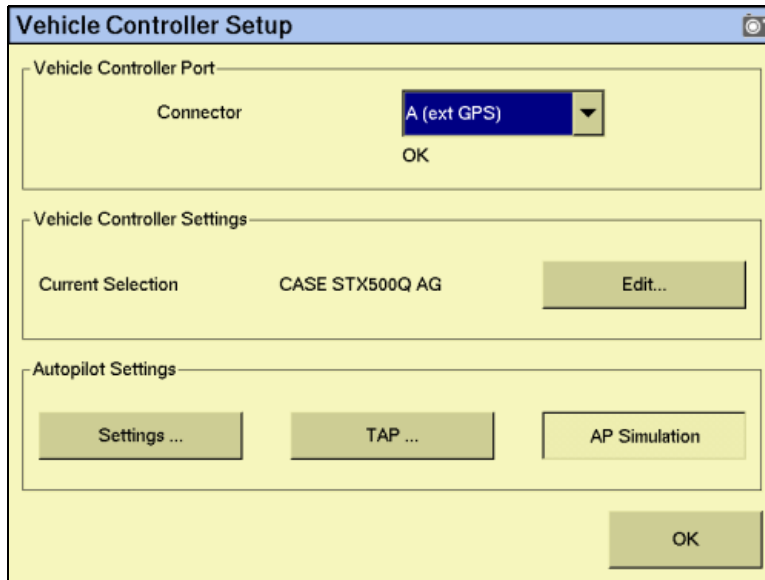 Vehicle Controller Setup
Vehicle Controller Port
Connector A (ext GPS)
OK
Vehicle Controller Settings
Current Selection CASE STX500Q AG Edit...
Autopilot Settings
Settings ... TAP ... AP Simulation
OK